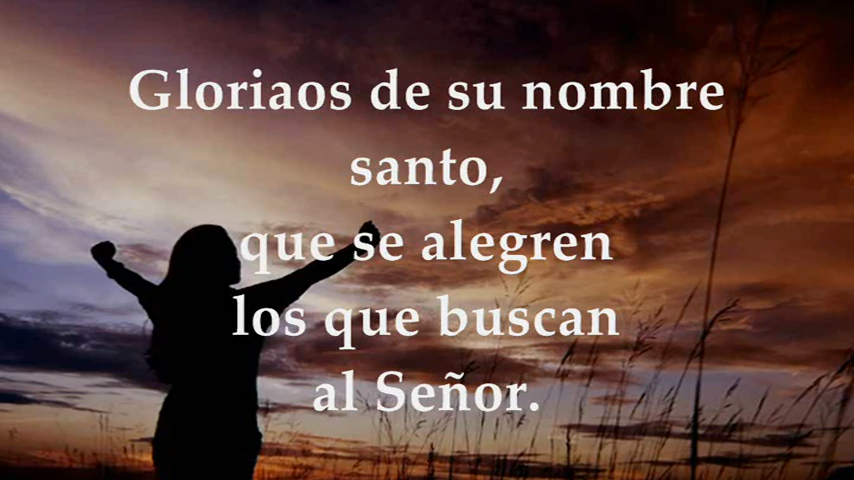 Gloriaos de su nombre
santo,
que se alegren
los que buscan
al Señor.